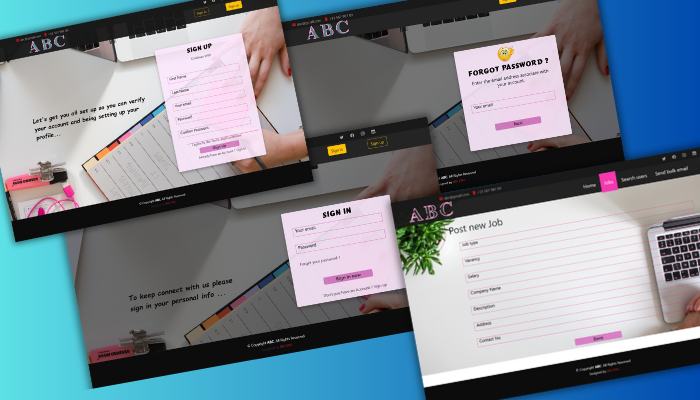 Sign in
Sign up
ABC
SIGN UP
First Name
Last Name
Your email
Password
Confirm Password
Sign up
Let's get you all set up so you can verify
your account and being setting up your
profile...
© Copyright ABC. All Rights Reserved
ABC
FORGOT PASSWORD ?
Enter the email address associate with
your account.
Your email
Next
Sign in
Sign up
SIGN IN
Your email
Password
Forgot your password ?
Sign in now
Don't you have an Account ? Sign up
To keep connect with us please
sign in your personal info ...
© Copyright ABC. All Rights Reserved
Home
Jobs
Search users
Send bulk email
ABC
Post new Job
Job type
Vacancy
Salary
Company Name
Description
Address
Contact No
Save
© Copyright ABC. All Rights Reserved